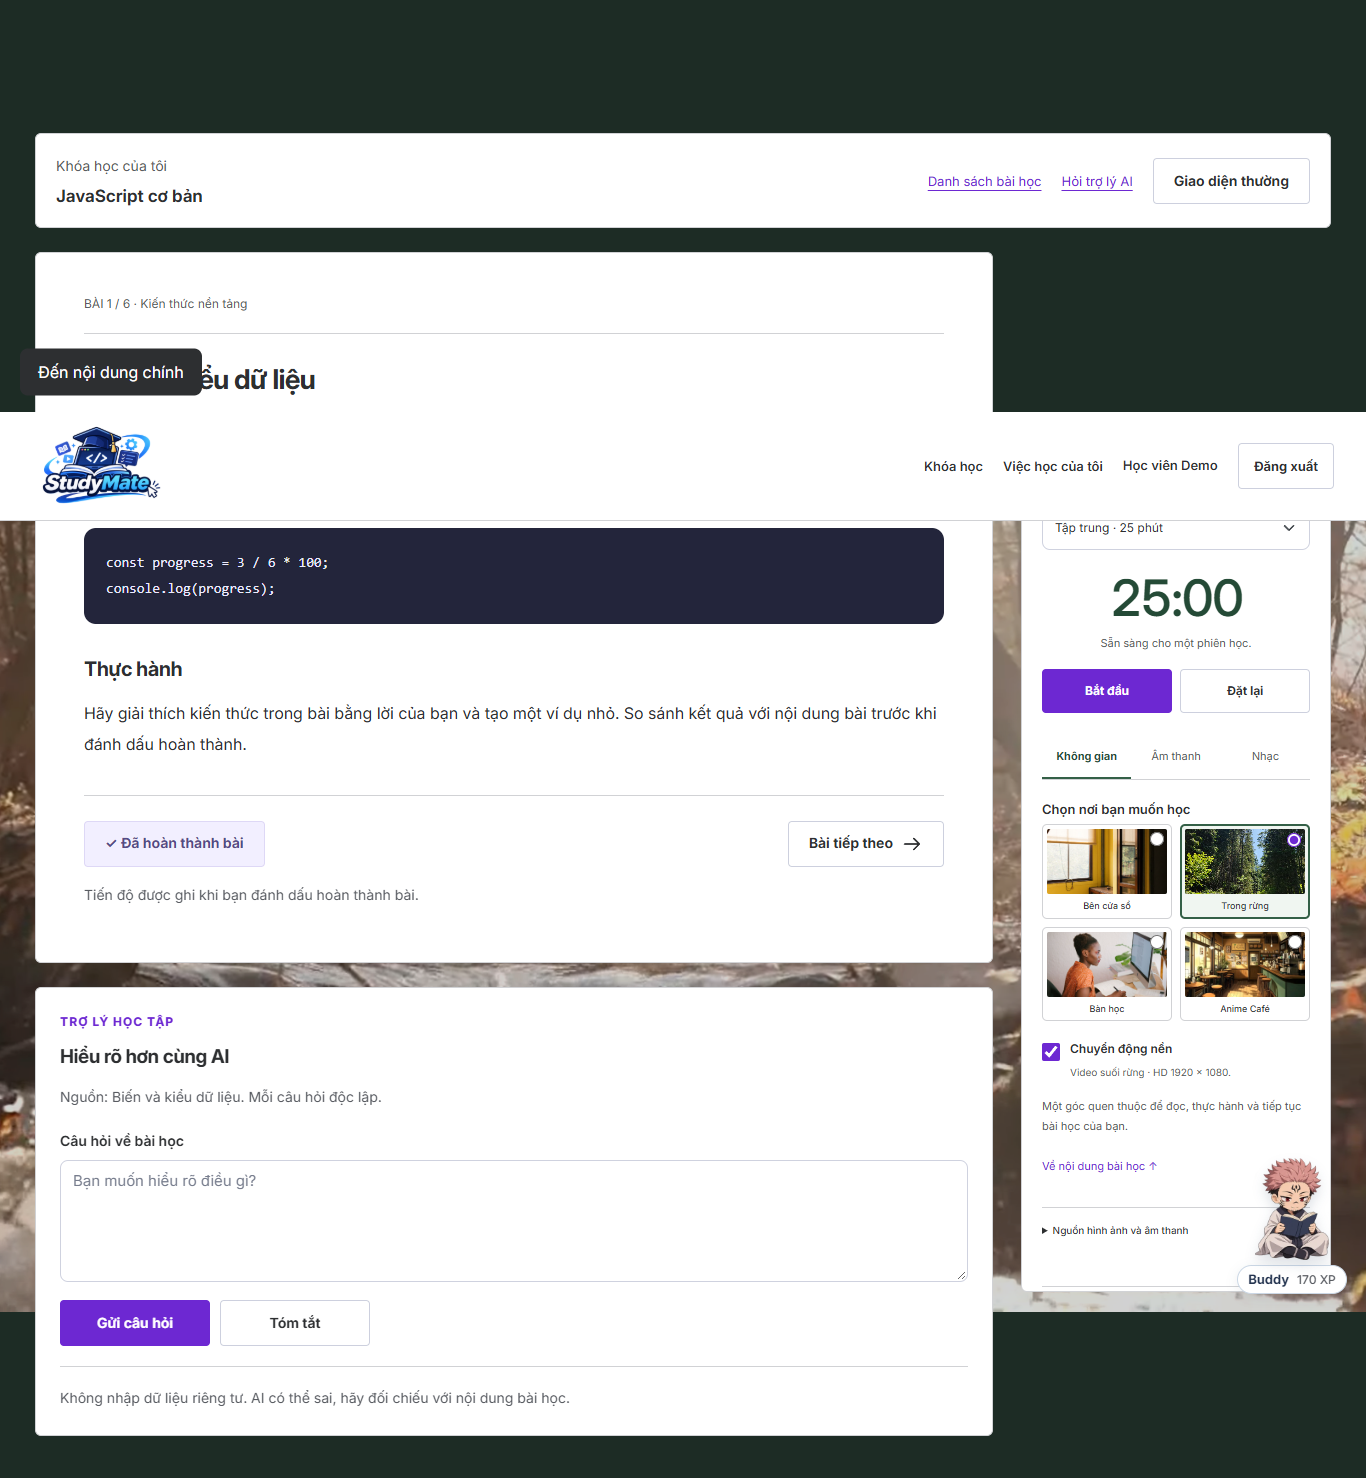 Khóa học của tôi
JavaScript cơ bản
Danh sách bài học
Hỏi trợ lý AI
Giao diện thường
BÀI 1 / 6 · Kiến thức nền tảng
Đến nội dung chính
ểu dữ liệu
</>
StudyMate
Khóa học
Việc học của tôi
Học viên Demo
Đăng xuất
const progress = 3 / 6 * 100;
console.log(progress);
Thực hành
Hãy giải thích kiến thức trong bài bằng lời của bạn và tạo một ví dụ nhỏ. So sánh kết quả với nội dung bài trước khi
đánh dấu hoàn thành.
✓ Đã hoàn thành bài
Bài tiếp theo →
Tiến độ được ghi khi bạn đánh dấu hoàn thành bài.
TRỢ LÝ HỌC TẬP
Hiểu rõ hơn cùng AI
Nguồn: Biến và kiểu dữ liệu. Mỗi câu hỏi độc lập.
Câu hỏi về bài học
Bạn muốn hiểu rõ điều gì?
Gửi câu hỏi
Tóm tắt
Không nhập dữ liệu riêng tư. AI có thể sai, hãy đối chiếu với nội dung bài học.
Tập trung · 25 phút
25:00
Sẵn sàng cho một phiên học.
Bắt đầu
Đặt lại
Không gian
Âm thanh
Nhạc
Chọn nơi bạn muốn học
Bên cửa sổ
Trong rừng
Bàn học
Anime Café
Chuyển động nền
Video suối rừng · HD 1920 × 1080.
Một góc quen thuộc để đọc, thực hành và tiếp tục
bài học của bạn.
Về nội dung bài học ↑
▶ Nguồn hình ảnh và âm thanh
Buddy 170 XP